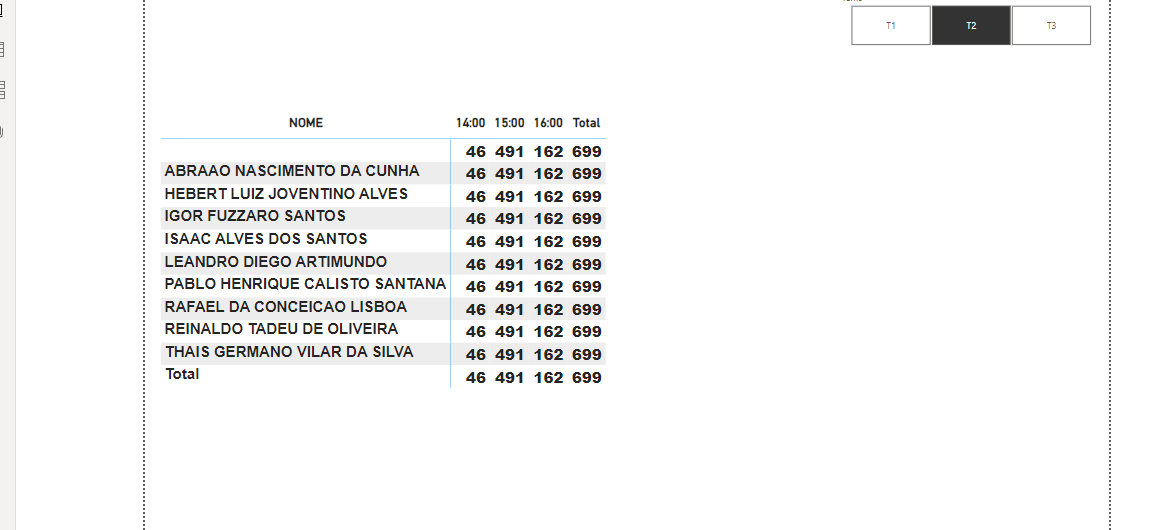 T1 T2 T3
NOME 14:00 15:00 16:00 Total
46 491 162 699
ABRAAO NASCIMENTO DA CUNHA 46 491 162 699
HEBERT LUIZ JOVENTINO ALVES 46 491 162 699
IGOR FUZZARO SANTOS 46 491 162 699
ISAAC ALVES DOS SANTOS 46 491 162 699
LEANDRO DIEGO ARTIMUNDO 46 491 162 699
PABLO HENRIQUE CALISTO SANTANA 46 491 162 699
RAFAEL DA CONCEICAO LISBOA 46 491 162 699
REINALDO TADEU DE OLIVEIRA 46 491 162 699
THAIS GERMANO VILAR DA SILVA 46 491 162 699
Total 46 491 162 699